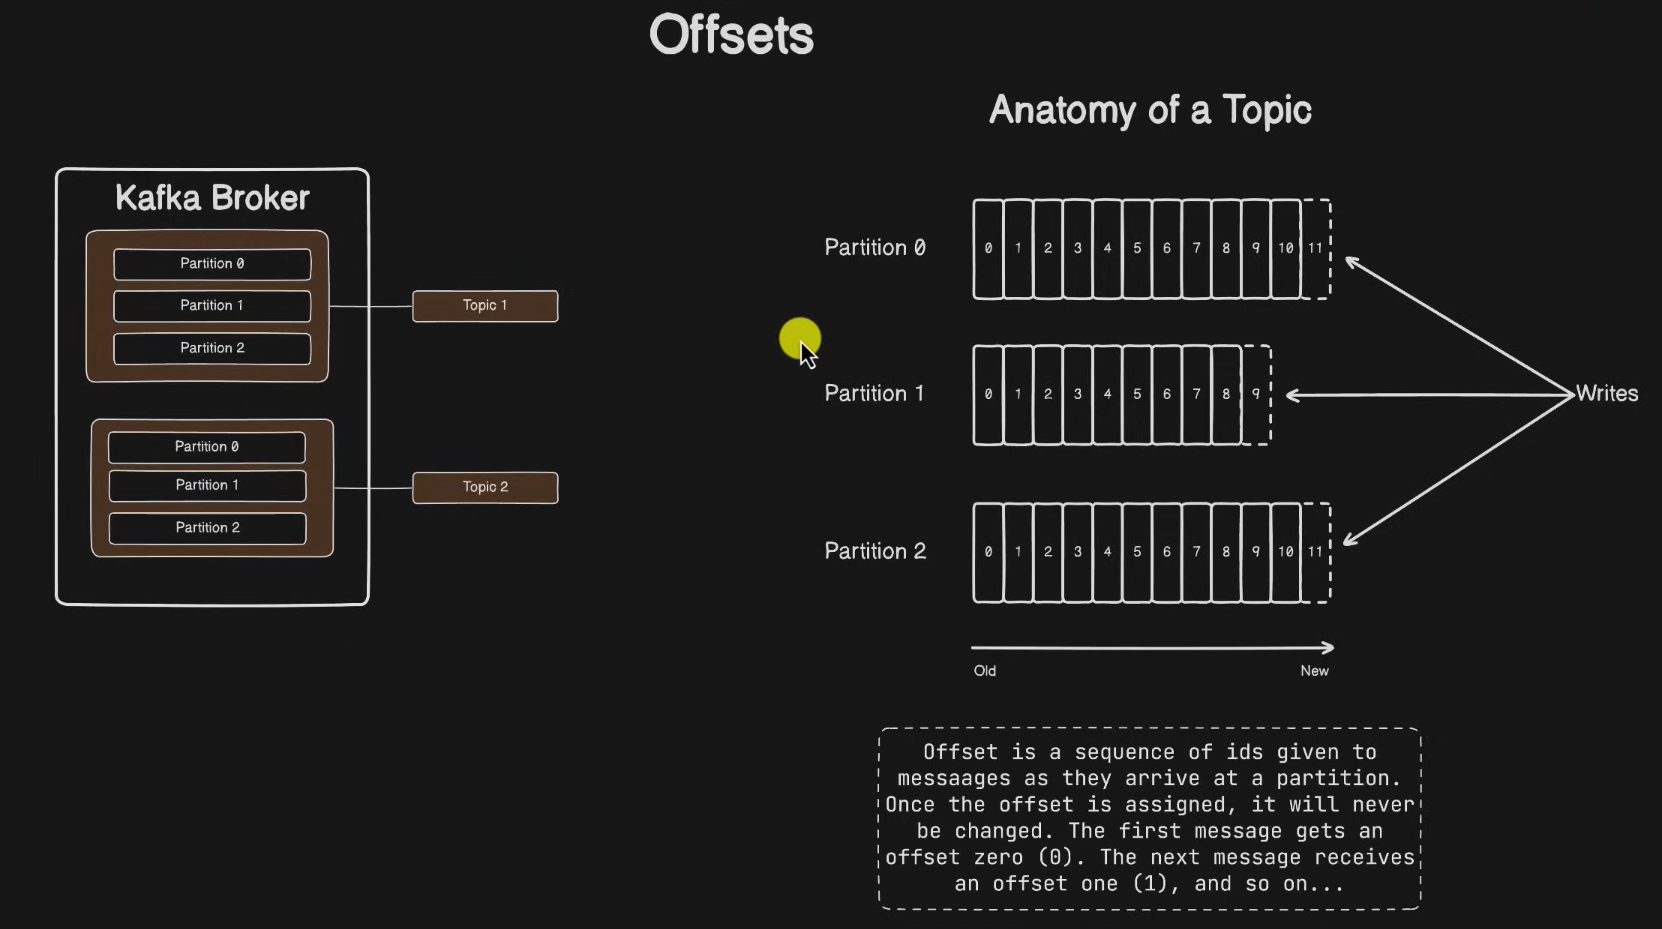 Offsets
Anatomy of a Topic
Kafka Broker
Partition 0
Partition 1
Partition 2
Topic 1
Partition 0
Partition 1
Partition 2
Topic 2
Partition 0
0 1 2 3 4 5 6 7 8 9 10 11
Partition 1
0 1 2 3 4 5 6 7 8 9
Writes
Partition 2
0 1 2 3 4 5 6 7 8 9 10 11
Old
New
Offset is a sequence of ids given to
messaages as they arrive at a partition.
Once the offset is assigned, it will never
be changed. The first message gets an
offset zero (0). The next message receives
an offset one (1), and so on...